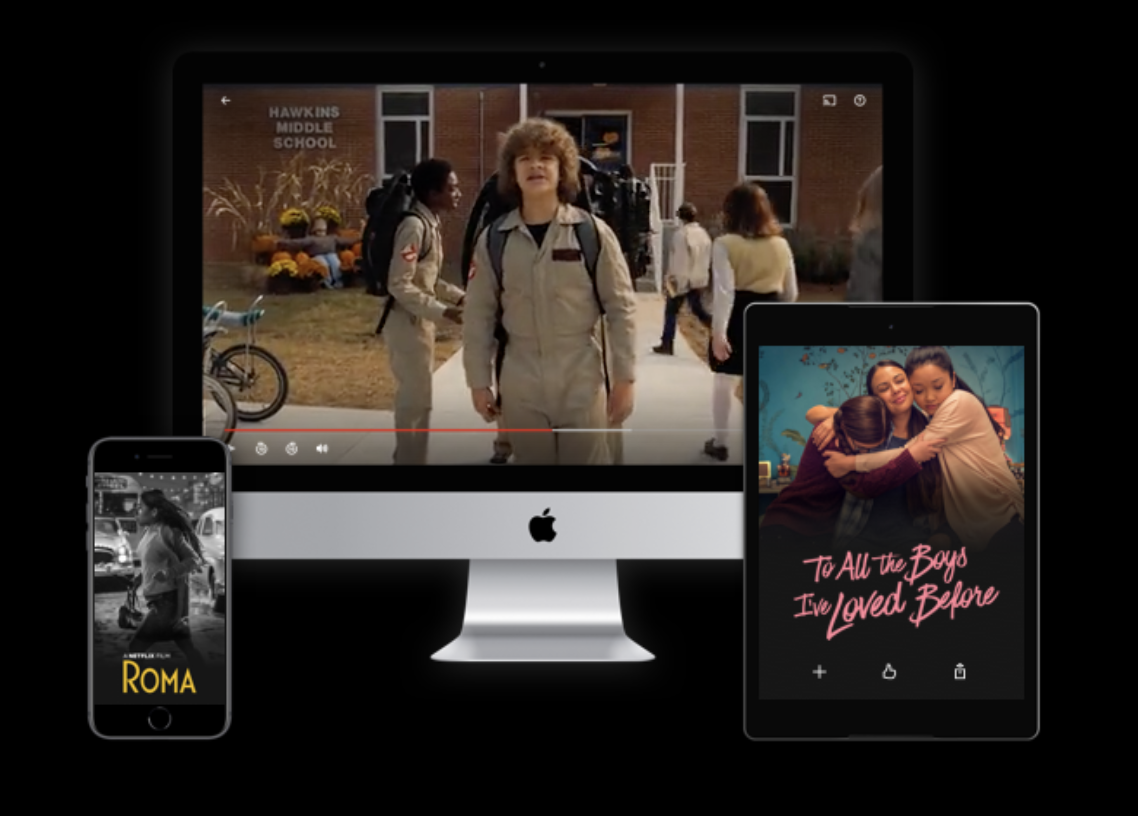 HAWKINS
MIDDLE
SCHOOL
To All the Boys
I've Loved Before
A NETFLIX FILM
ROMA